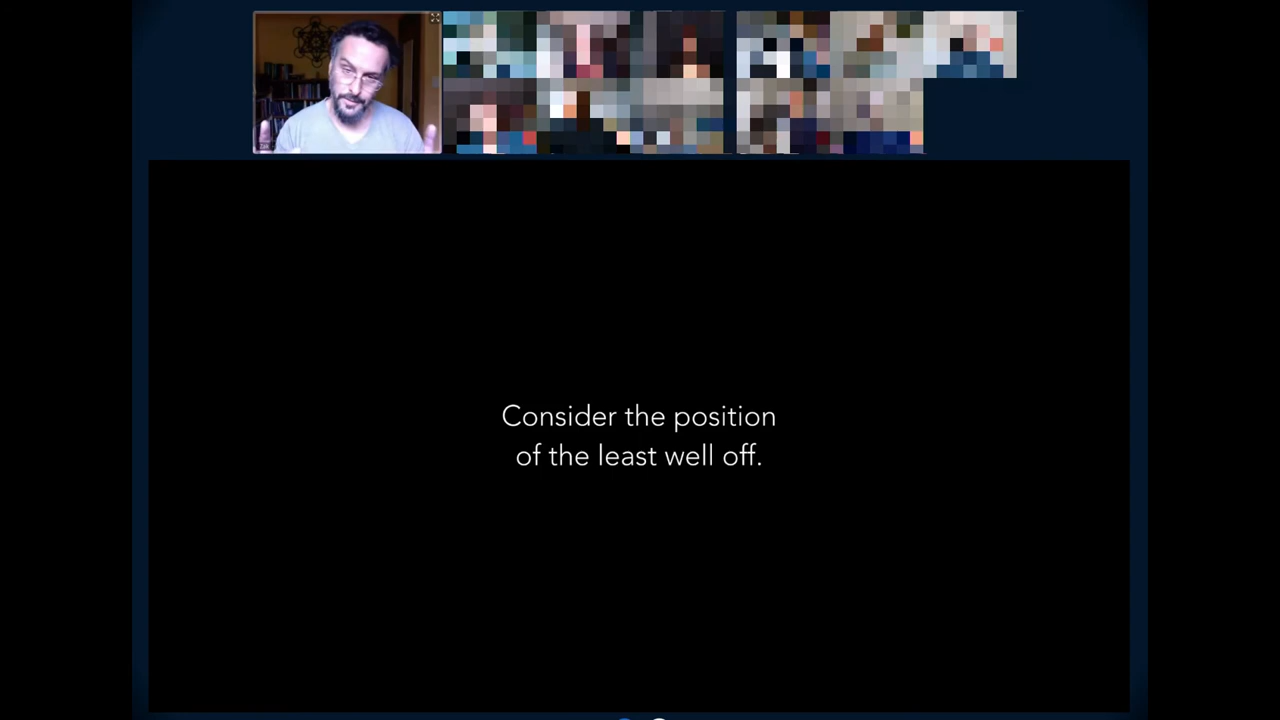 Consider the position
of the least well off.